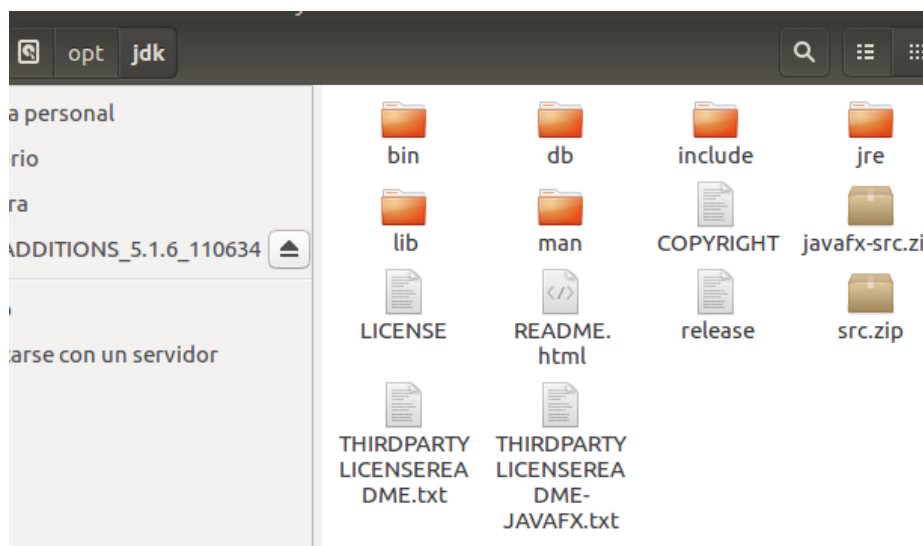 opt jdk
a personal
rio
ra
ADDITIONS_5.1.6_110634
arse con un servidor
bin db include jre
lib man COPYRIGHT javafx-src.zi
LICENSE README.
html release src.zip
THIRDPARTY
LICENSEREA
DME.txt
THIRDPARTY
LICENSEREA
DME-
JAVAFX.txt